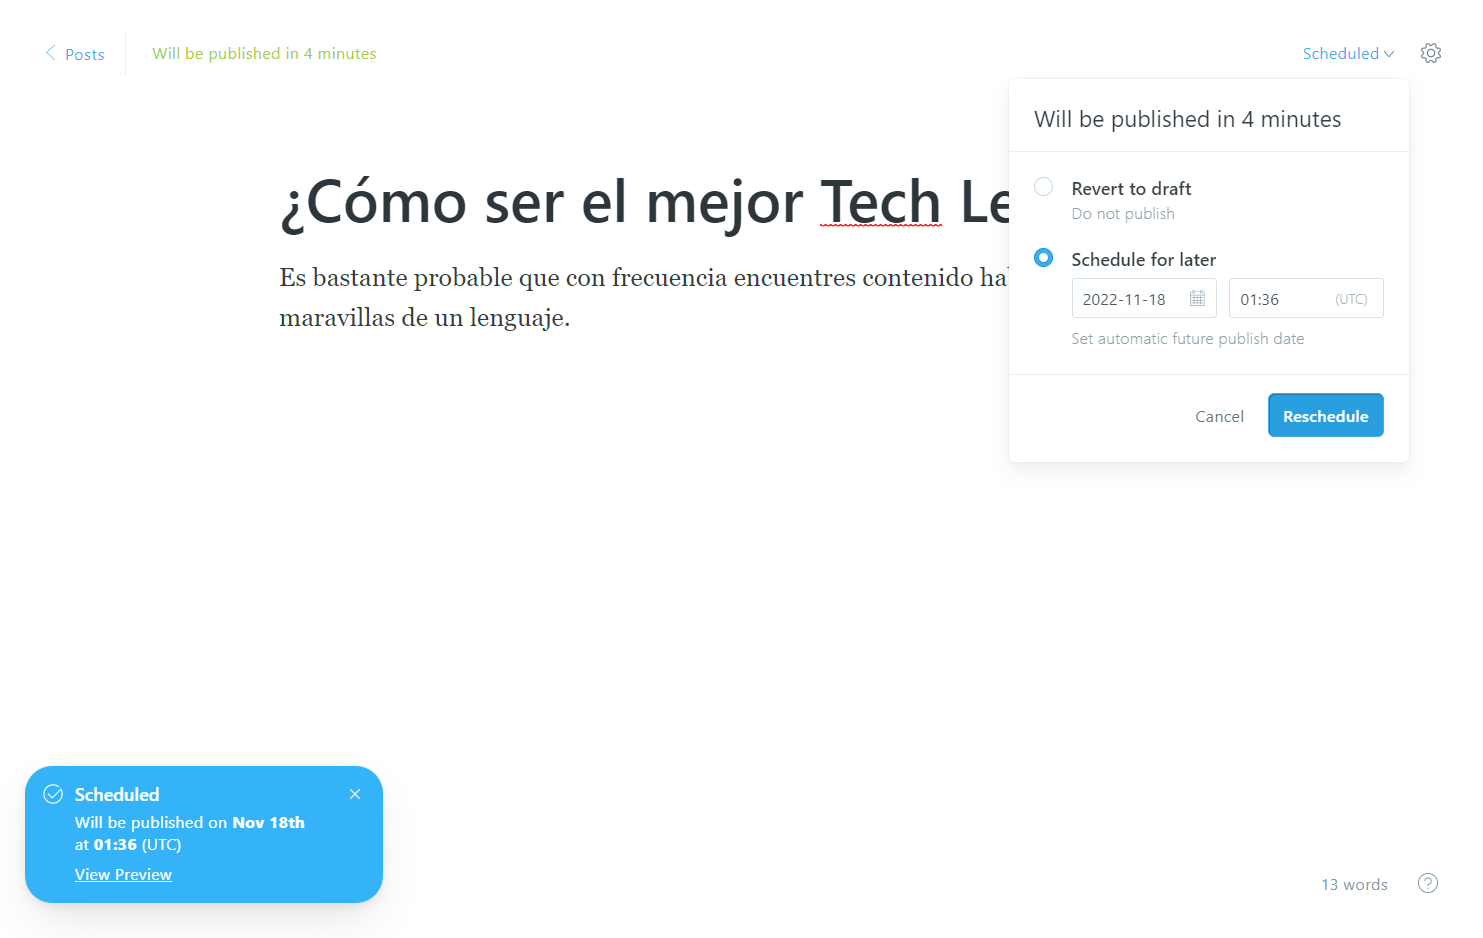 Posts
Will be published in 4 minutes
Scheduled
Will be published in 4 minutes
Revert to draft
Do not publish
Schedule for later
2022-11-18
01:36 (UTC)
Set automatic future publish date
Cancel
Reschedule
¿Cómo ser el mejor Tech
Es bastante probable que con frecuencia encuentres contenido
maravillas de un lenguaje.
Scheduled
Will be published on Nov 18th
at 01:36 (UTC)
View Preview
13 words